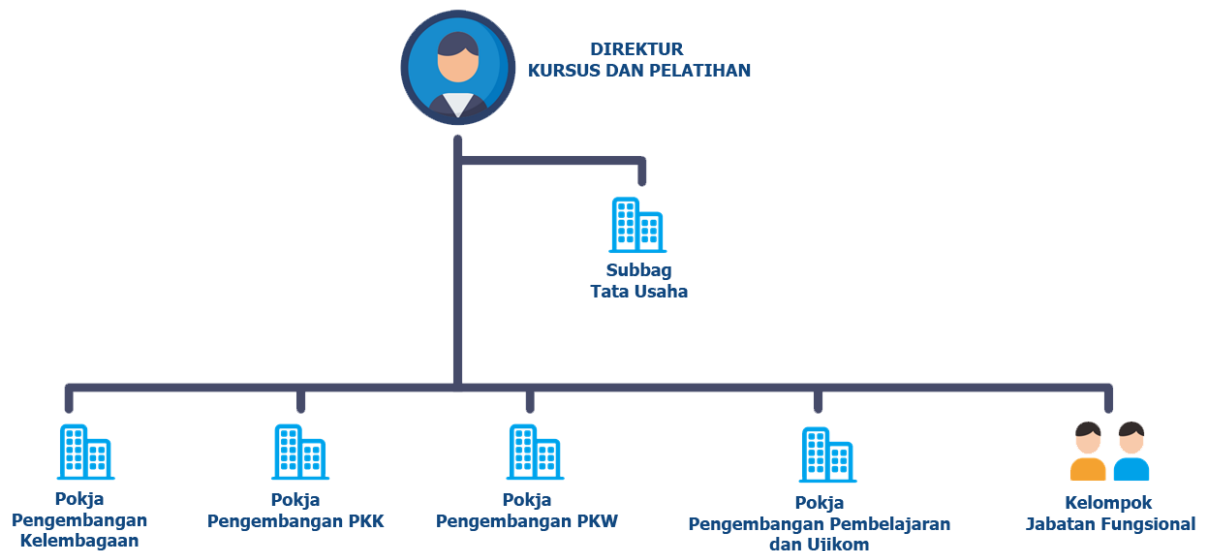 DIREKTUR
KURSUS DAN PELATIHAN
Subbag
Tata Usaha
Pokja
Pengembangan
Kelembagaan
Pokja
Pengembangan PKK
Pokja
Pengembangan PKW
Pokja
Pengembangan Pembelajaran
dan Ujikom
Kelompok
Jabatan Fungsional